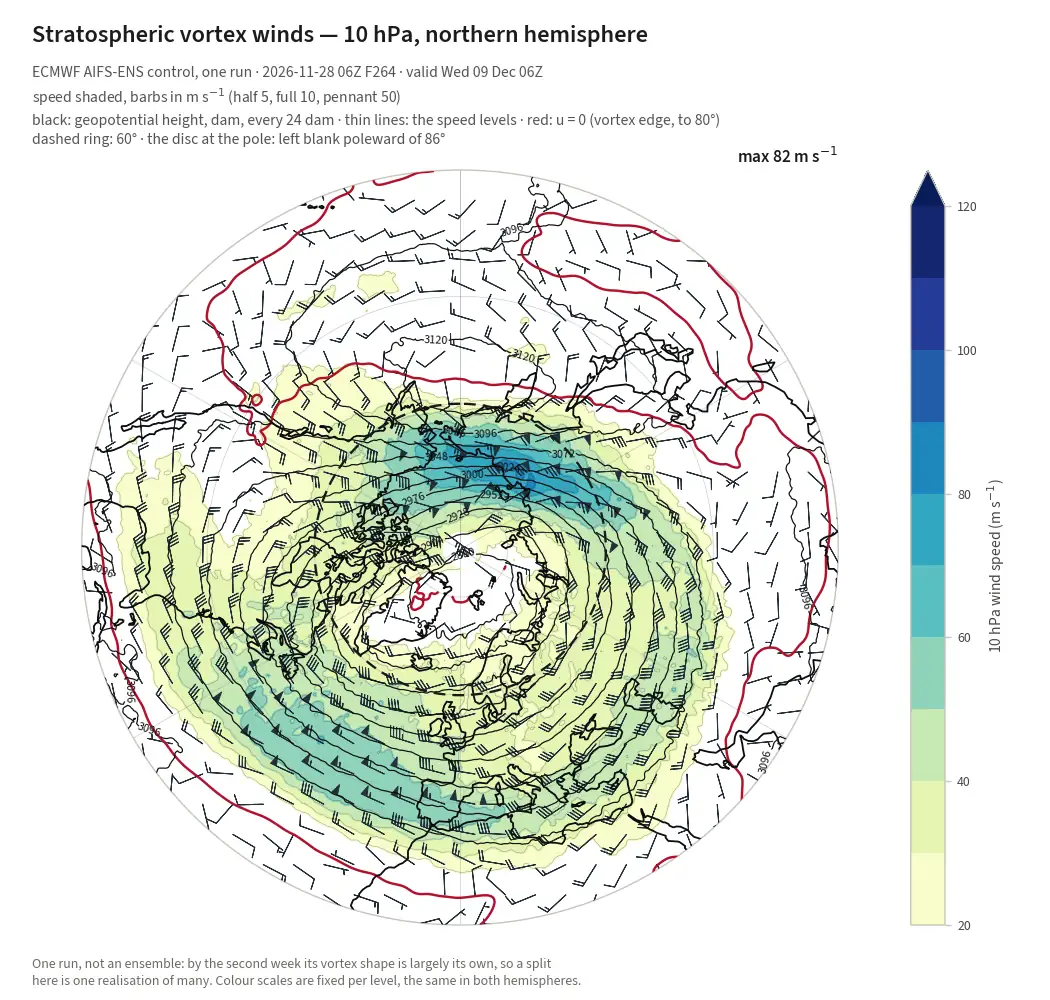 Stratospheric vortex winds — 10 hPa, northern hemisphere
ECMWF AIFS-ENS control, one run · 2026-11-28 06Z F264 · valid Wed 09 Dec 06Z
speed shaded, barbs in m s⁻¹ (half 5, full 10, pennant 50)
black: geopotential height, dam, every 24 dam · thin lines: the speed levels · red: u = 0 (vortex edge, to 80°)
dashed ring: 60° · the disc at the pole: left blank poleward of 86°
max 82 m s⁻¹
120
100
80
60
40
20
10 hPa wind speed (m s⁻¹)
3096
3120
3120
3096
3072
3048
3000
2976
3096
3096
3096
3096
3096
One run, not an ensemble: by the second week its vortex shape is largely its own, so a split
here is one realisation of many. Colour scales are fixed per level, the same in both hemispheres.